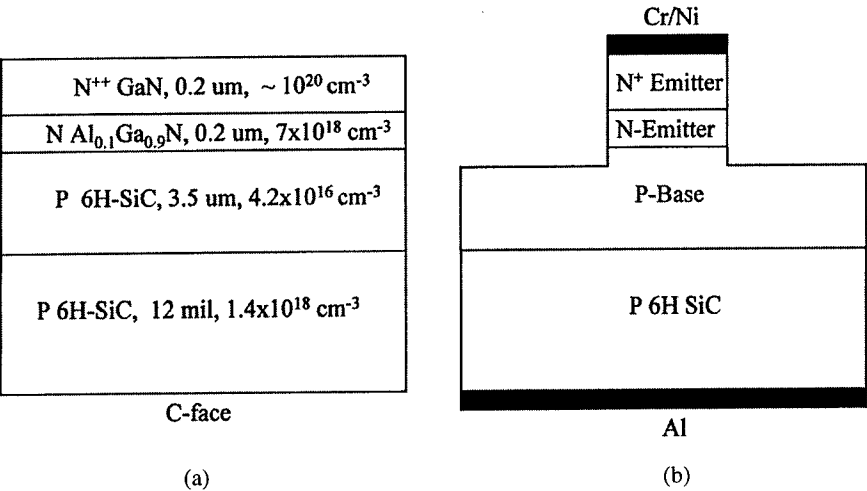 N++ GaN, 0.2 um, ~ 10^20 cm^-3
N Al_0.1Ga_0.9N, 0.2 um, 7x10^18 cm^-3
P 6H-SiC, 3.5 um, 4.2x10^16 cm^-3
P 6H-SiC, 12 mil, 1.4x10^18 cm^-3
C-face
(a)
Cr/Ni
N+ Emitter
N-Emitter
P-Base
P 6H SiC
Al
(b)